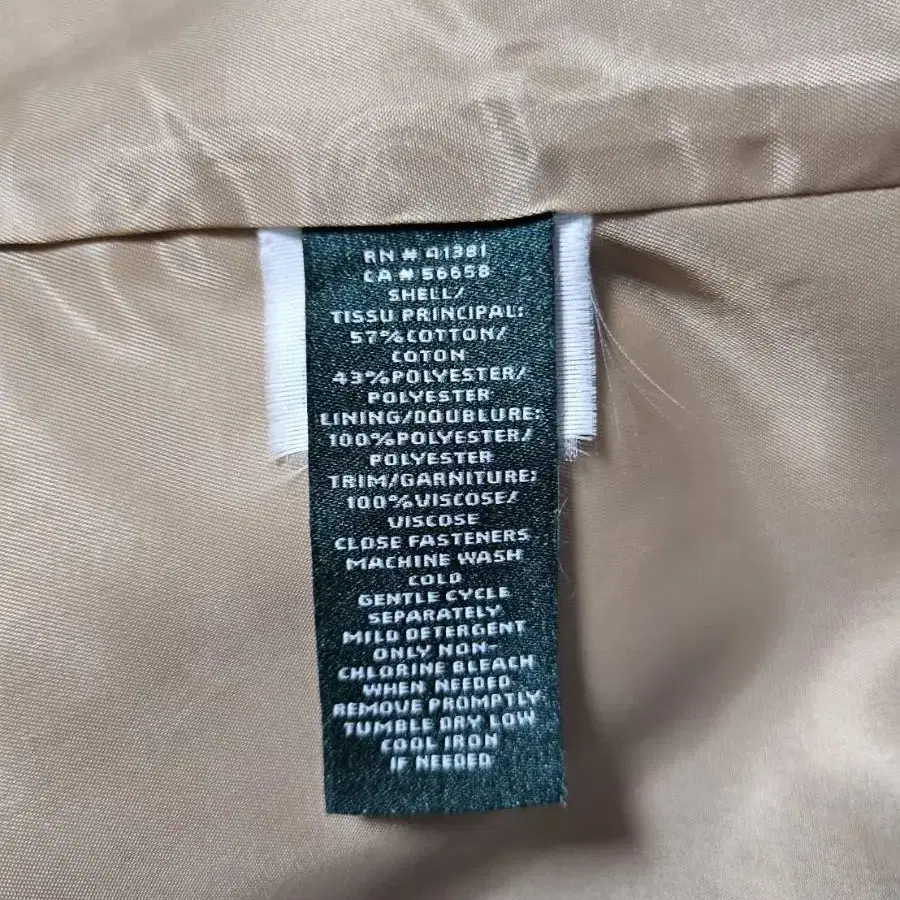 RN # 41381
CA # 56658
SHELL/
TISSU PRINCIPAL:
57%COTTON/
COTON
43%POLYESTER/
POLYESTER
LINING/DOUBLURE:
100%POLYESTER/
POLYESTER
TRIM/GARNITURE:
100%VISCOSE/
VISCOSE
CLOSE FASTENERS
MACHINE WASH
COLD
GENTLE CYCLE
SEPARATELY
MILD DETERGENT
ONLY NON-
CHLORINE BLEACH
WHEN NEEDED
REMOVE PROMPTLY
TUMBLE DRY LOW
COOL IRON
IF NEEDED